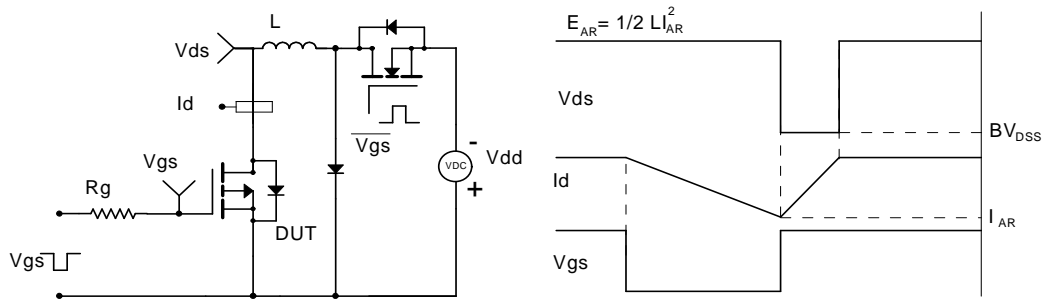 L
Vds
Id
Vgs
Rg
Vgs
DUT
Vgs
VDC
-
+
Vdd
E_AR = 1/2 LI_AR^2
Vds
BV_DSS
Id
I_AR
Vgs